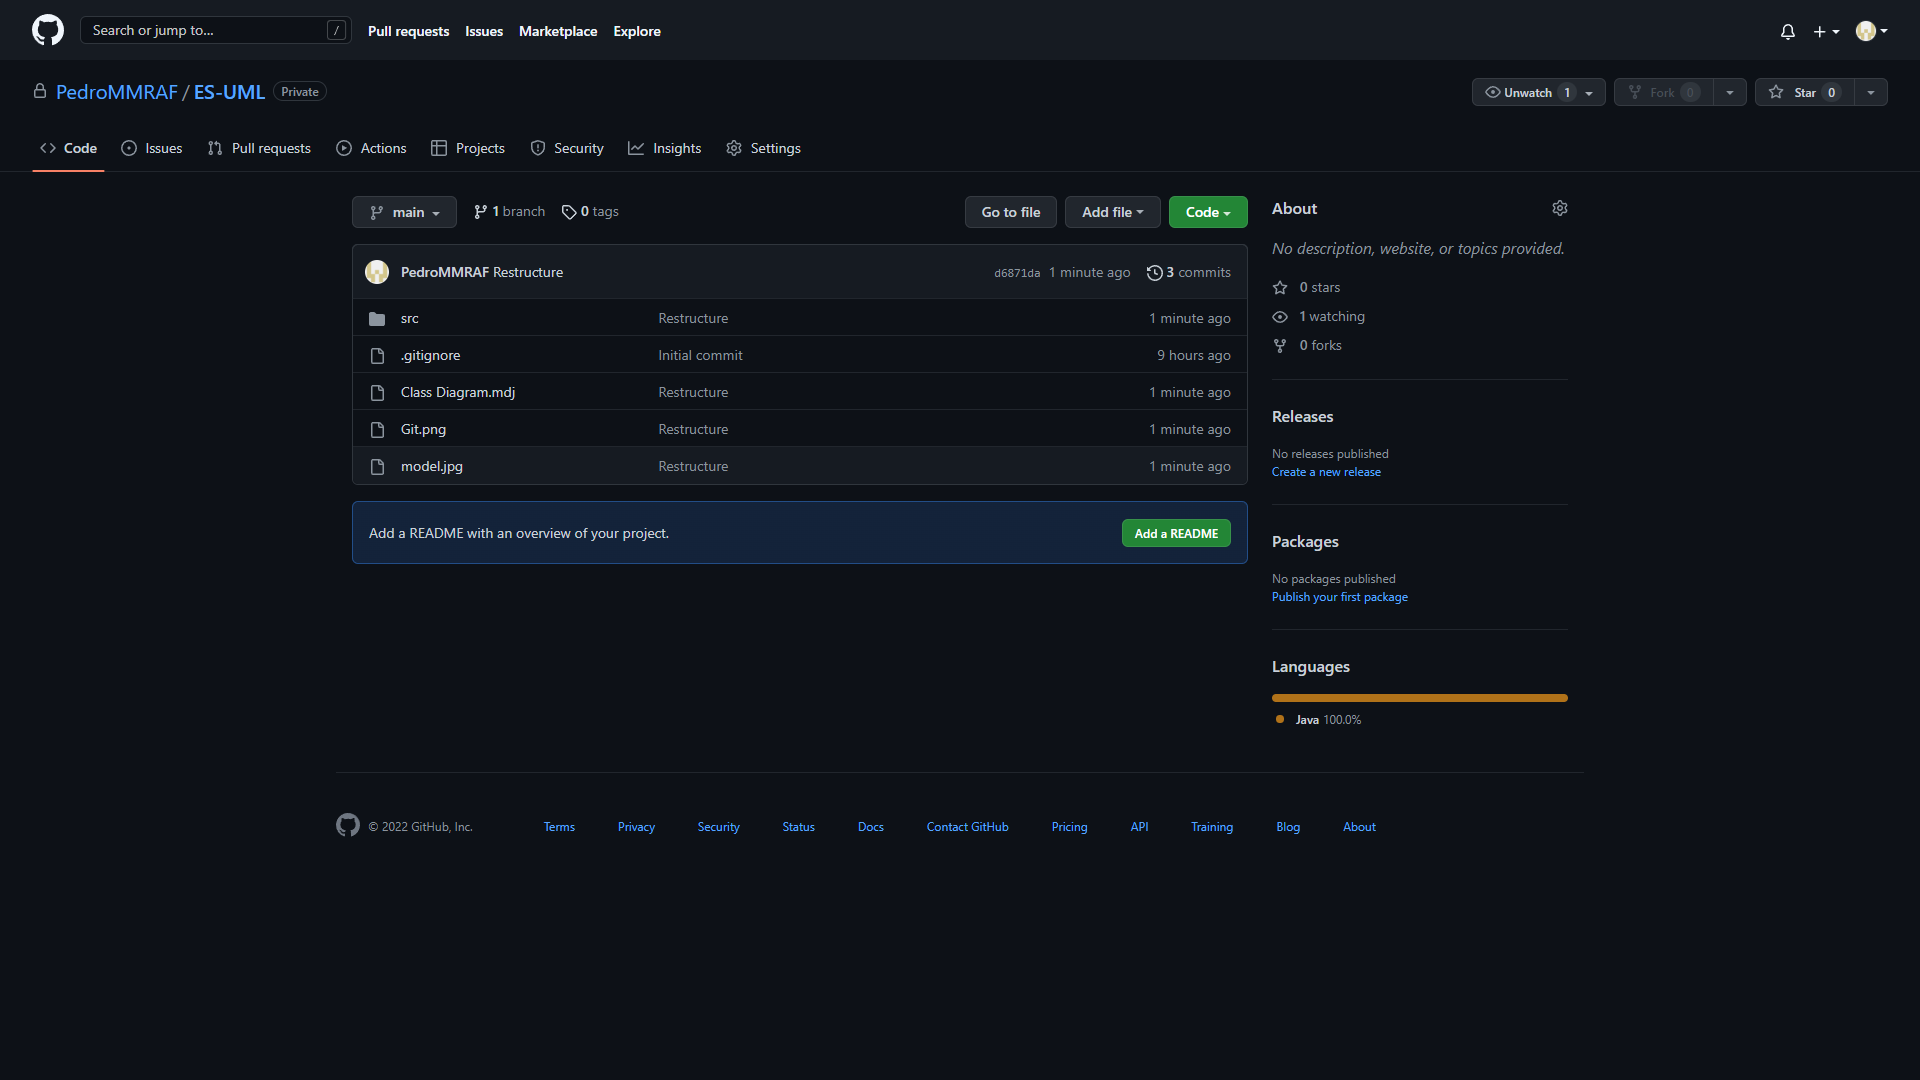 Search or jump to... /
Pull requests Issues Marketplace Explore
PedroMMRAF / ES-UML Private
Unwatch 1 Fork 0 Star 0
Code Issues Pull requests Actions Projects Security Insights Settings
main 1 branch 0 tags Go to file Add file Code
PedroMMRAF Restructure d6871da 1 minute ago 3 commits
src Restructure 1 minute ago
.gitignore Initial commit 9 hours ago
Class Diagram.mdj Restructure 1 minute ago
Git.png Restructure 1 minute ago
model.jpg Restructure 1 minute ago
Add a README with an overview of your project. Add a README
About
No description, website, or topics provided.
0 stars
1 watching
0 forks
Releases
No releases published
Create a new release
Packages
No packages published
Publish your first package
Languages
Java 100.0%
© 2022 GitHub, Inc. Terms Privacy Security Status Docs Contact GitHub Pricing API Training Blog About